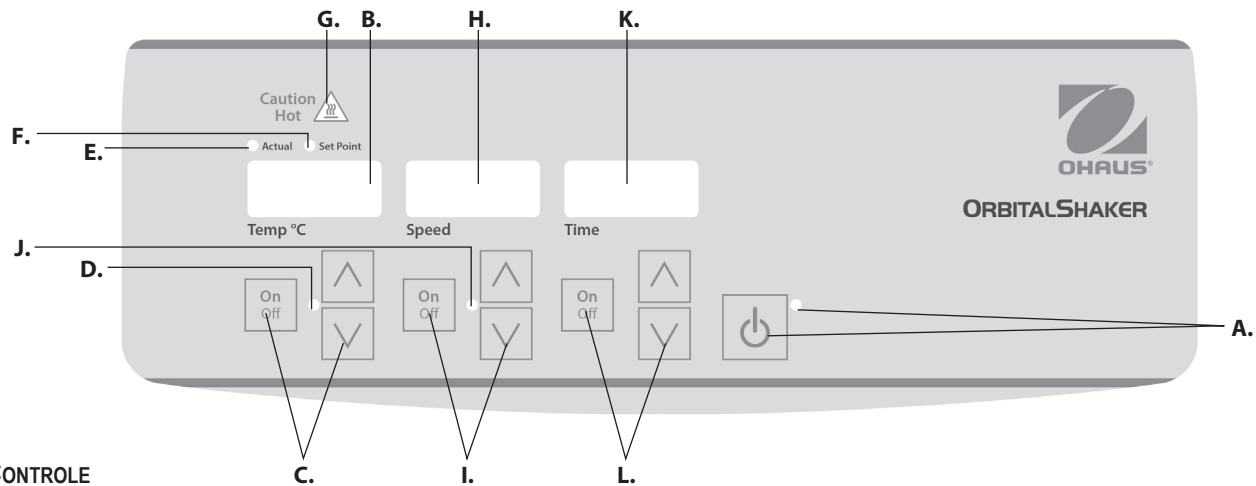 G. B. H. K.
Caution
Hot
F.
E. Actual Set Point
OHAUS®
ORBITALSHAKER
Temp °C Speed Time
J.
D.
On
Off
On
Off
On
Off
A.
C. I. L.
CONTROLE